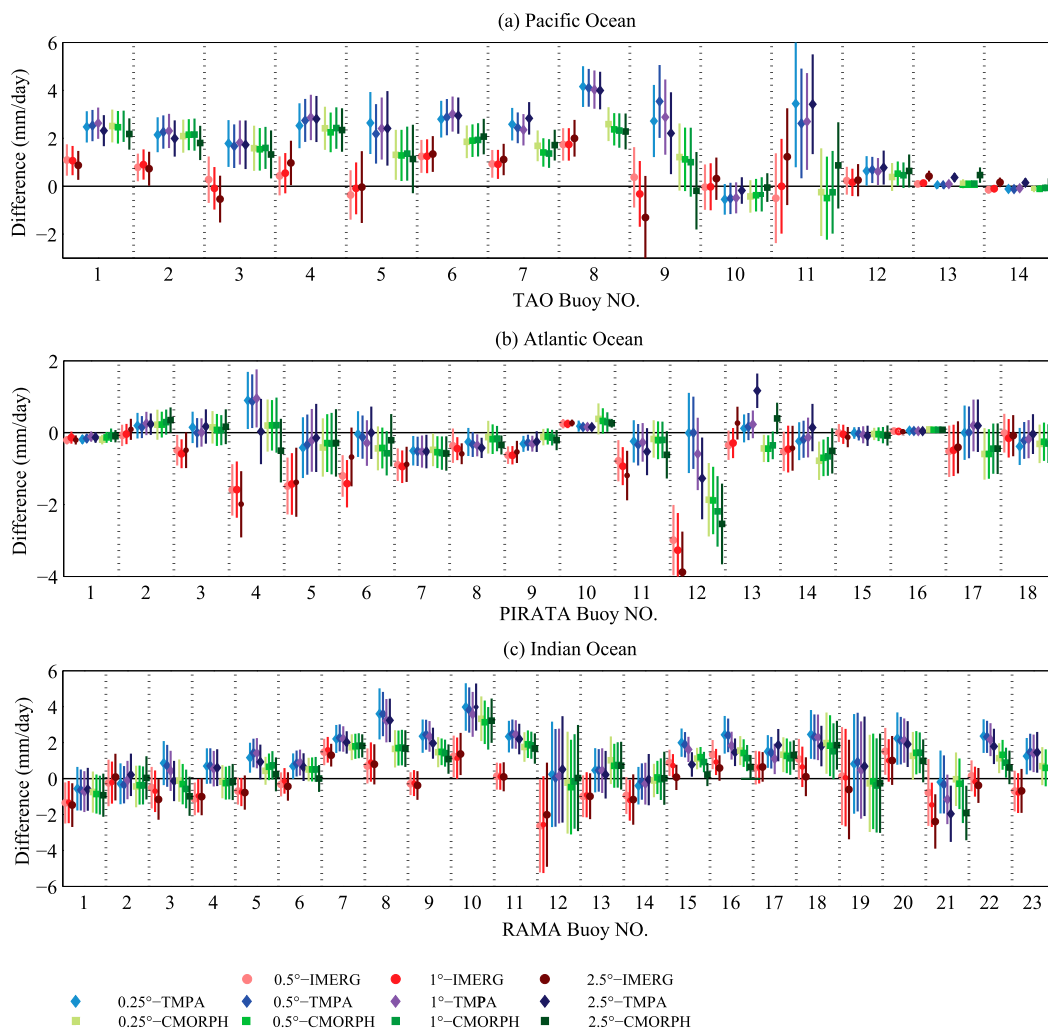 (a) Pacific Ocean
6
4
2
0
−2
Difference (mm/day)
1 2 3 4 5 6 7 8 9 10 11 12 13 14
TAO Buoy NO.
(b) Atlantic Ocean
2
0
−2
−4
Difference (mm/day)
1 2 3 4 5 6 7 8 9 10 11 12 13 14 15 16 17 18
PIRATA Buoy NO.
(c) Indian Ocean
6
4
2
0
−2
−4
−6
Difference (mm/day)
1 2 3 4 5 6 7 8 9 10 11 12 13 14 15 16 17 18 19 20 21 22 23
RAMA Buoy NO.
0.5°−IMERG 1°−IMERG 2.5°−IMERG
0.25°−TMPA 0.5°−TMPA 1°−TMPA 2.5°−TMPA
0.25°−CMORPH 0.5°−CMORPH 1°−CMORPH 2.5°−CMORPH